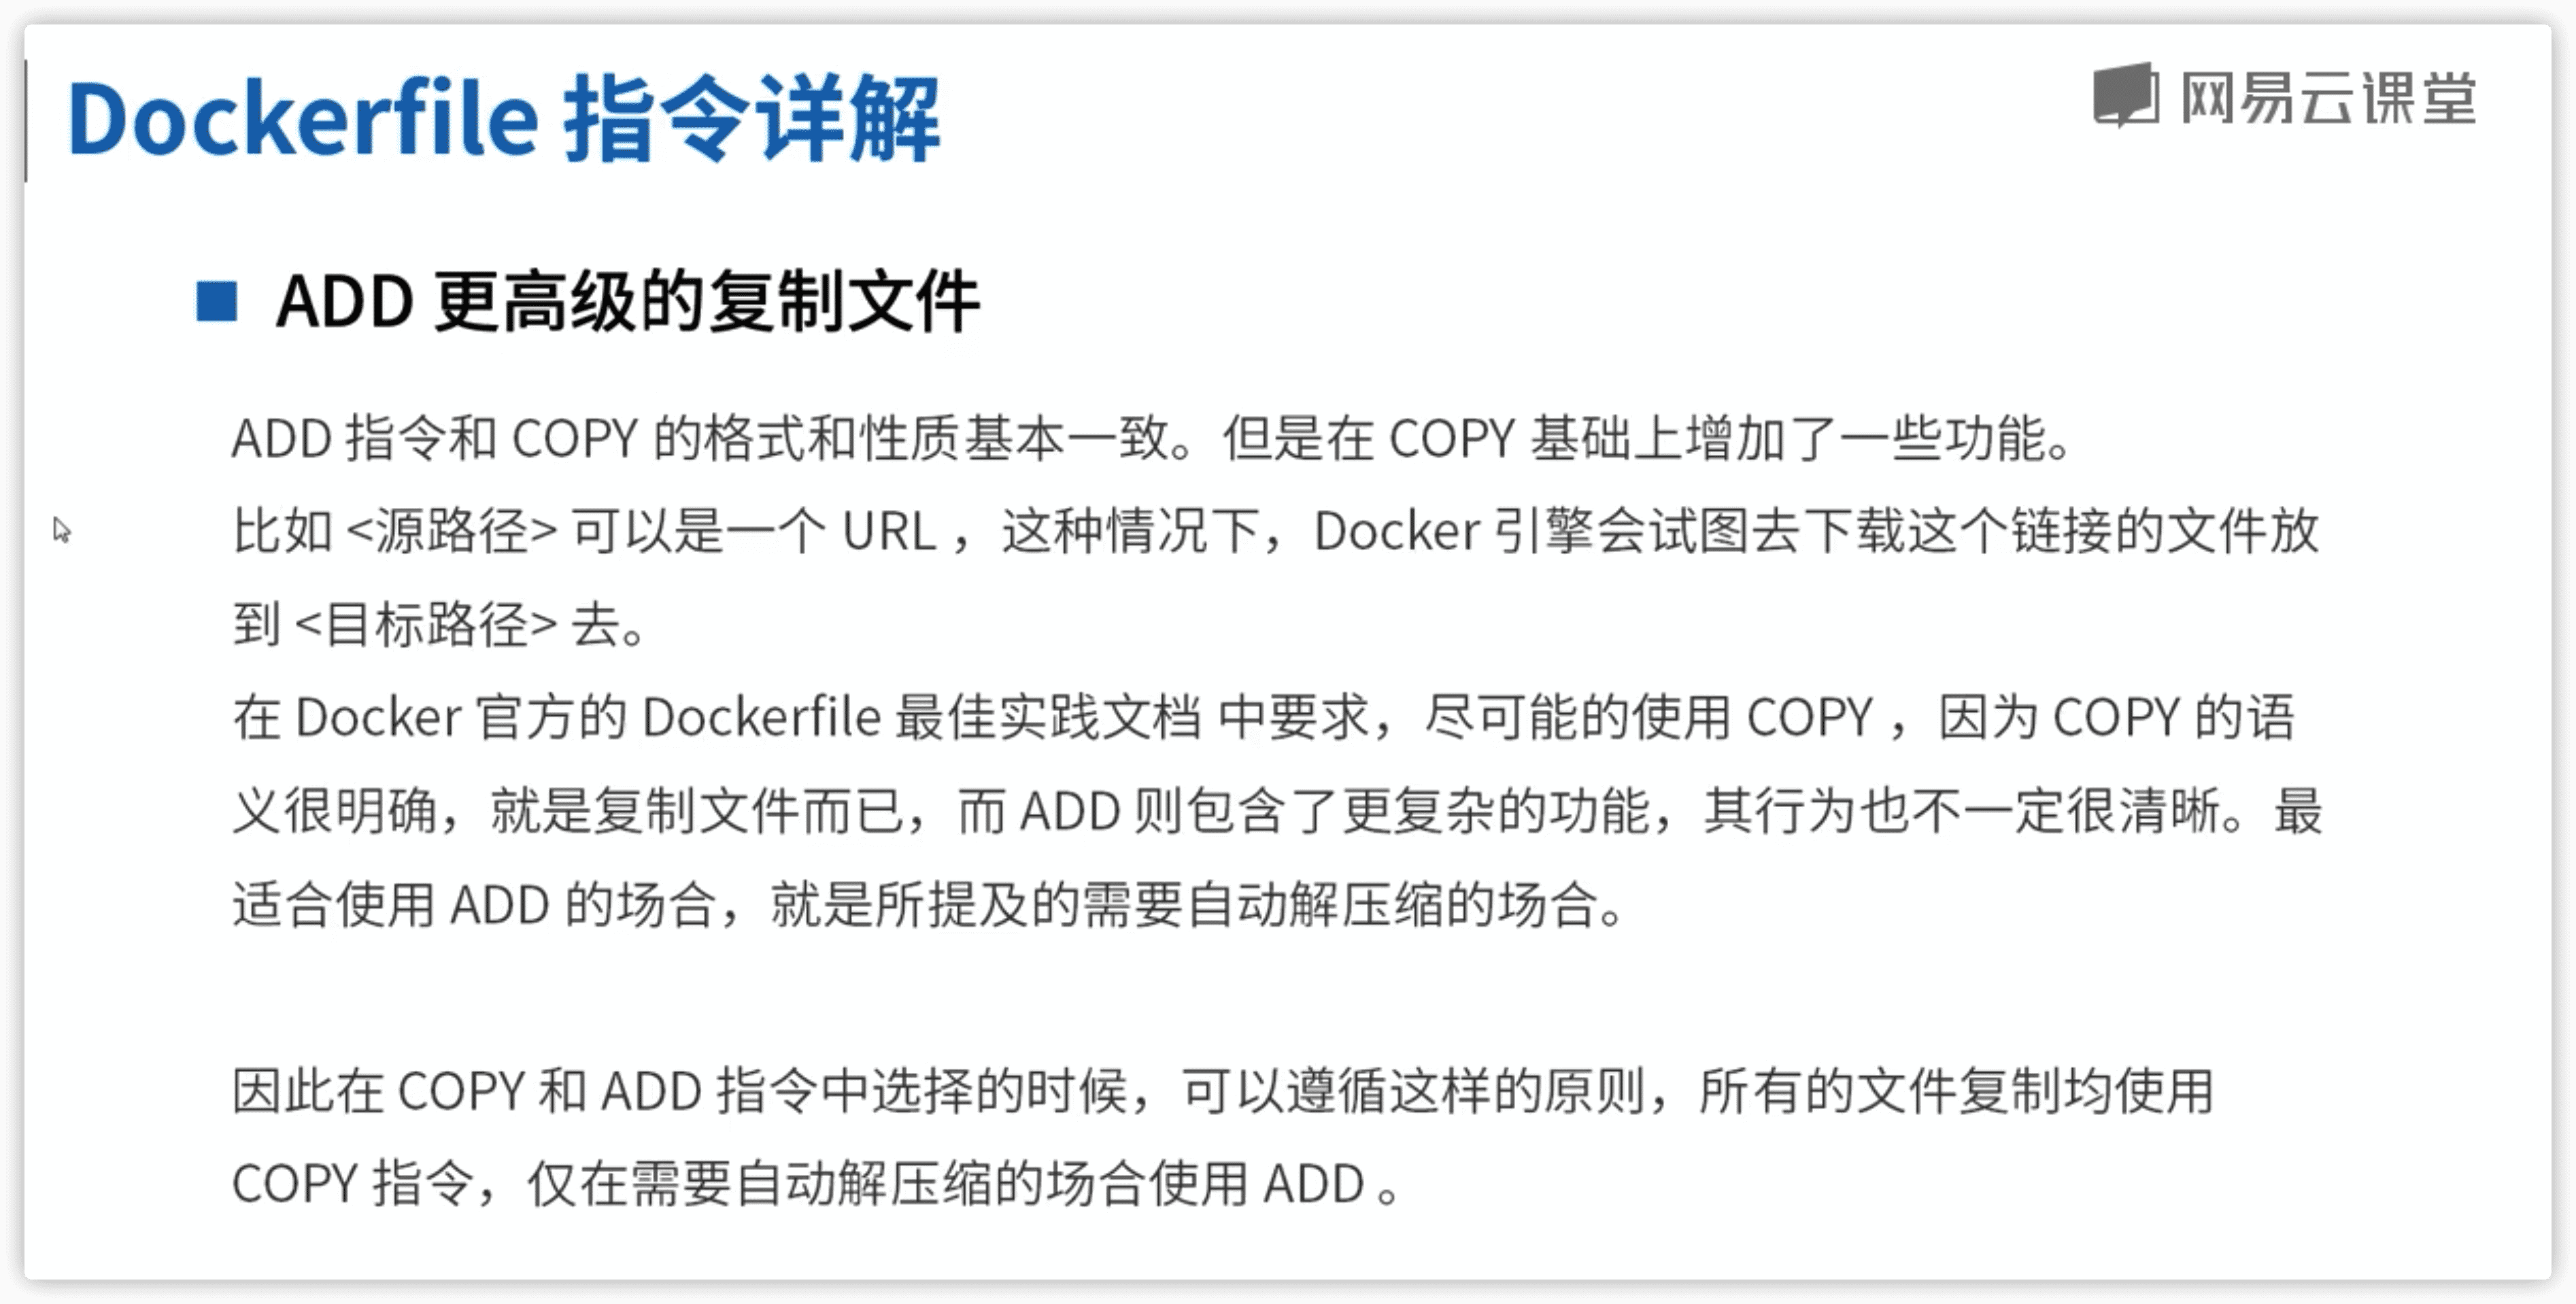 Dockerfile 指令详解
网易云课堂
ADD 更高级的复制文件
ADD 指令和 COPY 的格式和性质基本一致。但是在 COPY 基础上增加了一些功能。
比如 <源路径> 可以是一个 URL ，这种情况下，Docker 引擎会试图去下载这个链接的文件放
到 <目标路径> 去。
在 Docker 官方的 Dockerfile 最佳实践文档 中要求，尽可能的使用 COPY ，因为 COPY 的语
义很明确，就是复制文件而已，而 ADD 则包含了更复杂的功能，其行为也不一定很清晰。最
适合使用 ADD 的场合，就是所提及的需要自动解压缩的场合。
因此在 COPY 和 ADD 指令中选择的时候，可以遵循这样的原则，所有的文件复制均使用
COPY 指令，仅在需要自动解压缩的场合使用 ADD 。